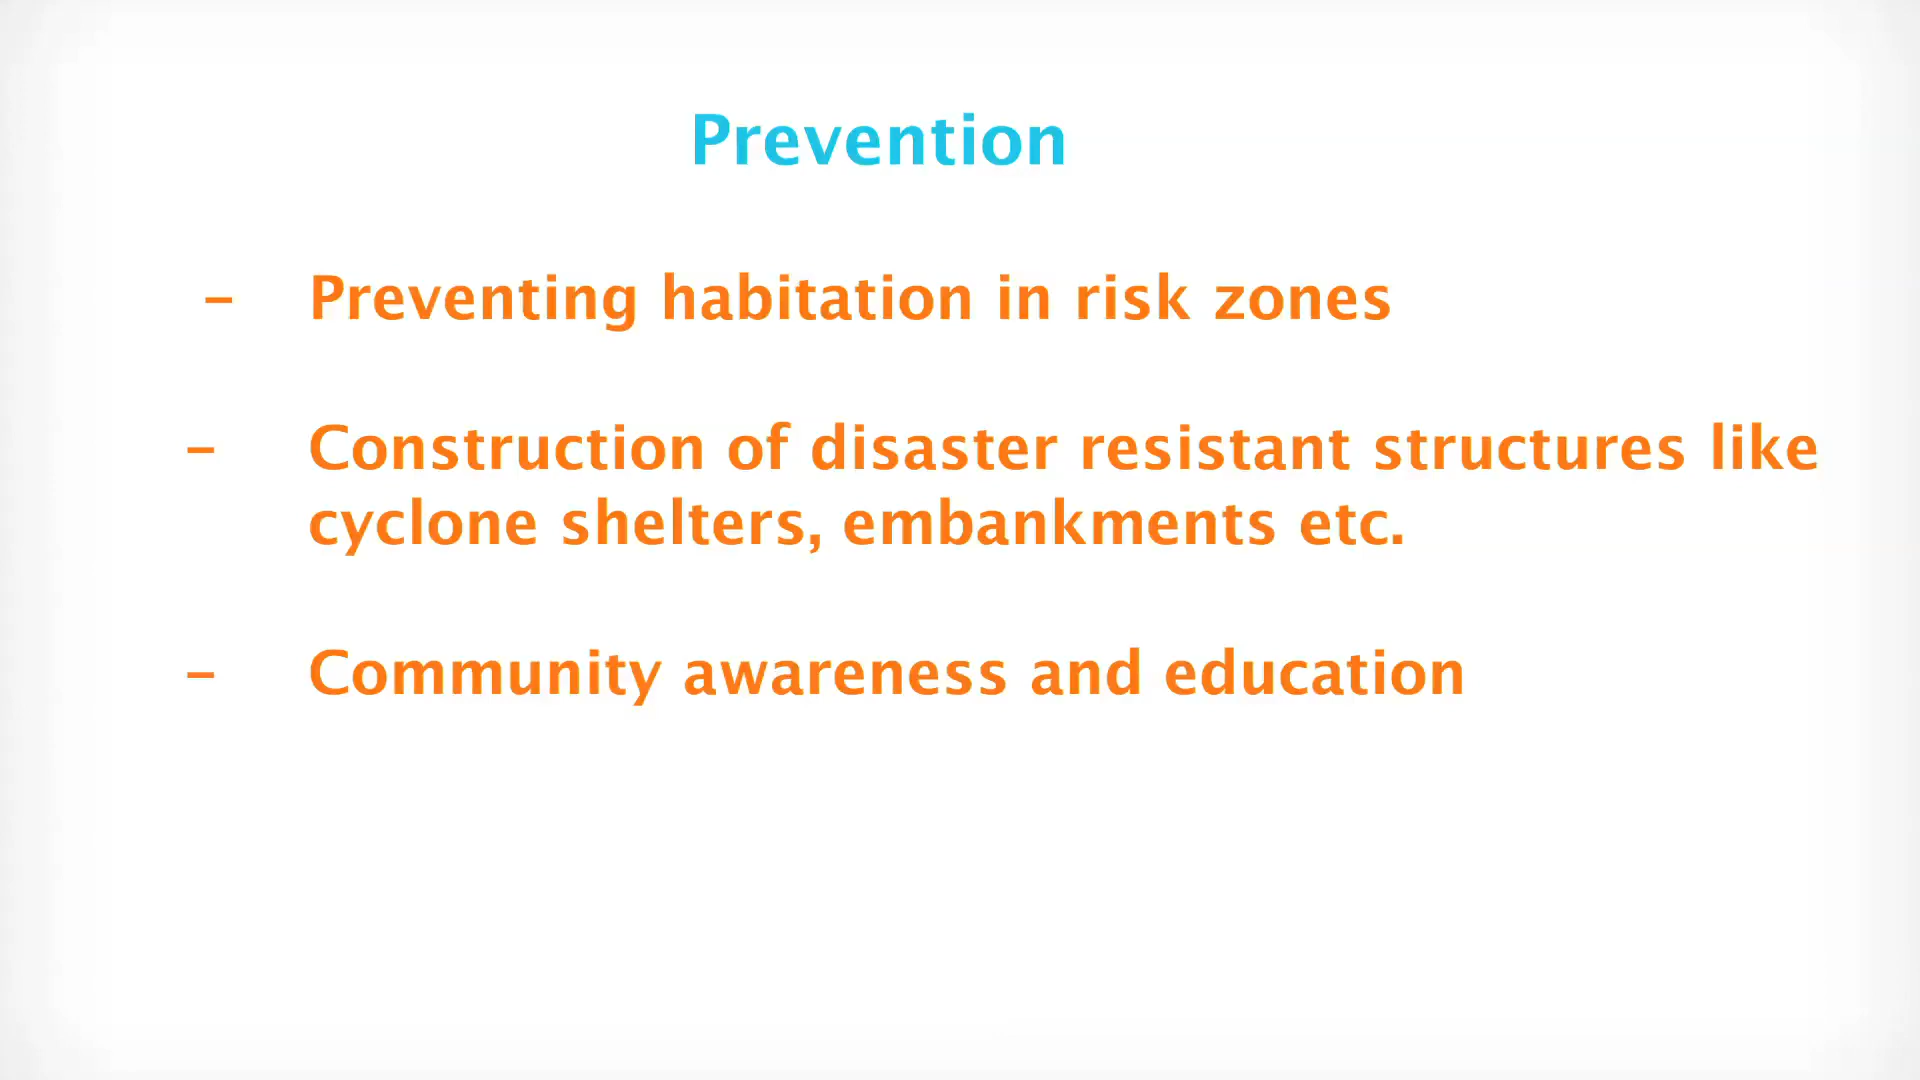 Prevention
- Preventing habitation in risk zones
- Construction of disaster resistant structures like
cyclone shelters, embankments etc.
- Community awareness and education